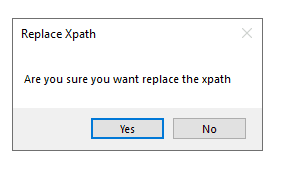 Replace Xpath
Are you sure you want replace the xpath
Yes No